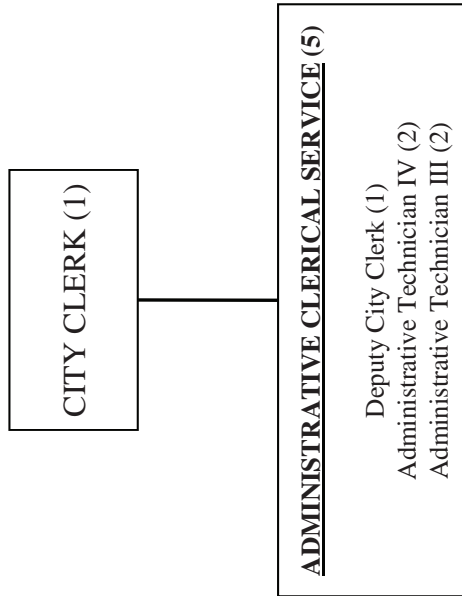 CITY CLERK (1)
ADMINISTRATIVE CLERICAL SERVICE (5)
Deputy City Clerk (1)
Administrative Technician IV (2)
Administrative Technician III (2)